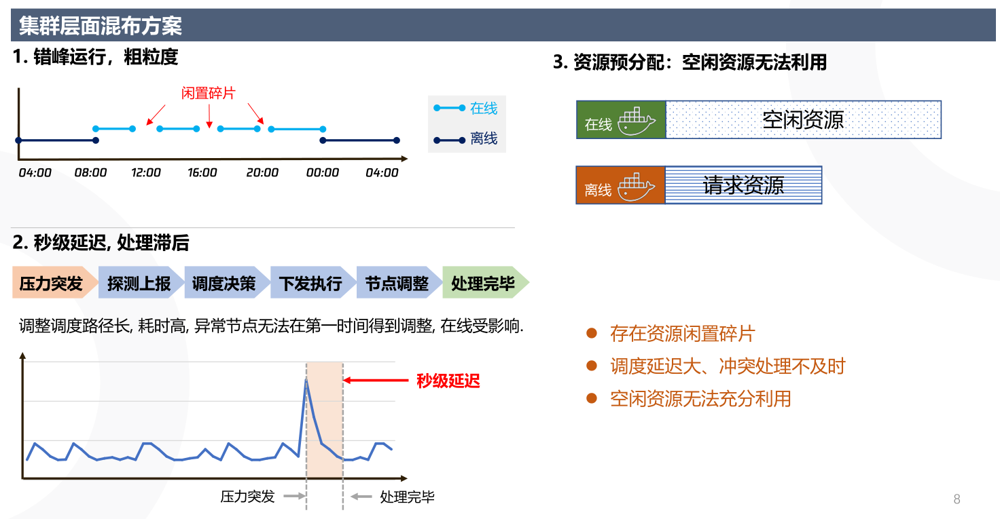 集群层面混布方案
1. 错峰运行，粗粒度
闲置碎片
在线
离线
04:00 08:00 12:00 16:00 20:00 00:00 04:00
2. 秒级延迟, 处理滞后
压力突发 探测上报 调度决策 下发执行 节点调整 处理完毕
调整调度路径长, 耗时高, 异常节点无法在第一时间得到调整, 在线受影响.
秒级延迟
压力突发 处理完毕
3. 资源预分配：空闲资源无法利用
在线 空闲资源
离线 请求资源
存在资源闲置碎片
调度延迟大、冲突处理不及时
空闲资源无法充分利用
8